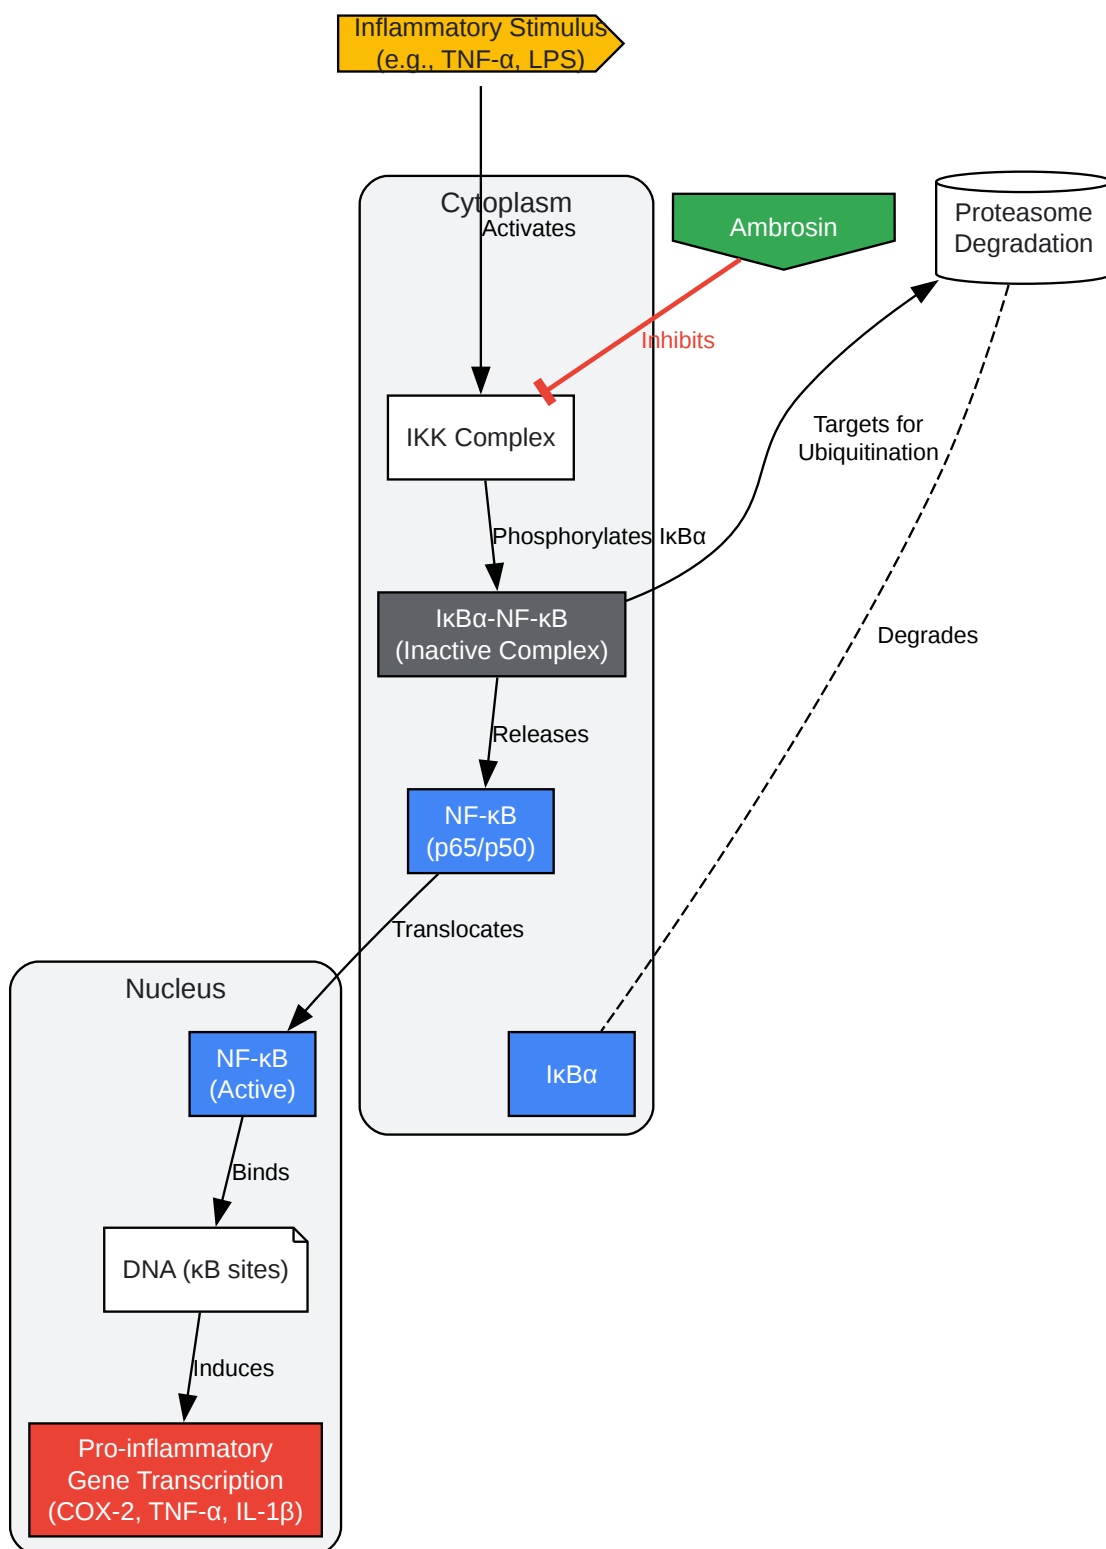 Inflammatory Stimulus
(e.g., TNF-α, LPS)
Cytoplasm
Activates
Ambrosin
Proteasome
Degradation
Inhibits
IKK Complex
Targets for
Ubiquitination
Phosphorylates IκBα
IκBα-NF-κB
(Inactive Complex)
Degrades
Releases
NF-κB
(p65/p50)
Translocates
Nucleus
NF-κB
(Active)
IκBα
Binds
DNA (κB sites)
Induces
Pro-inflammatory
Gene Transcription
(COX-2, TNF-α, IL-1β)